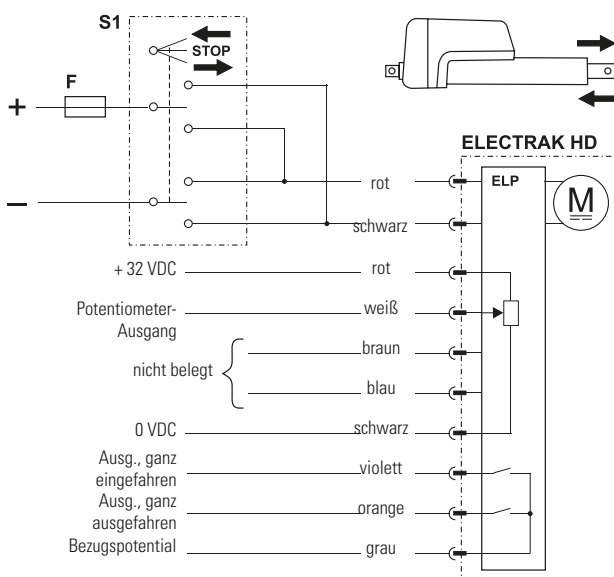 S1
STOP
F
+
–
ELECTRAK HD
ELP
M
rot
schwarz
+ 32 VDC
rot
Potentiometer-
Ausgang
weiß
braun
nicht belegt
blau
0 VDC
schwarz
Ausg., ganz
eingefahren
violett
Ausg., ganz
ausgefahren
orange
Bezugspotential
grau